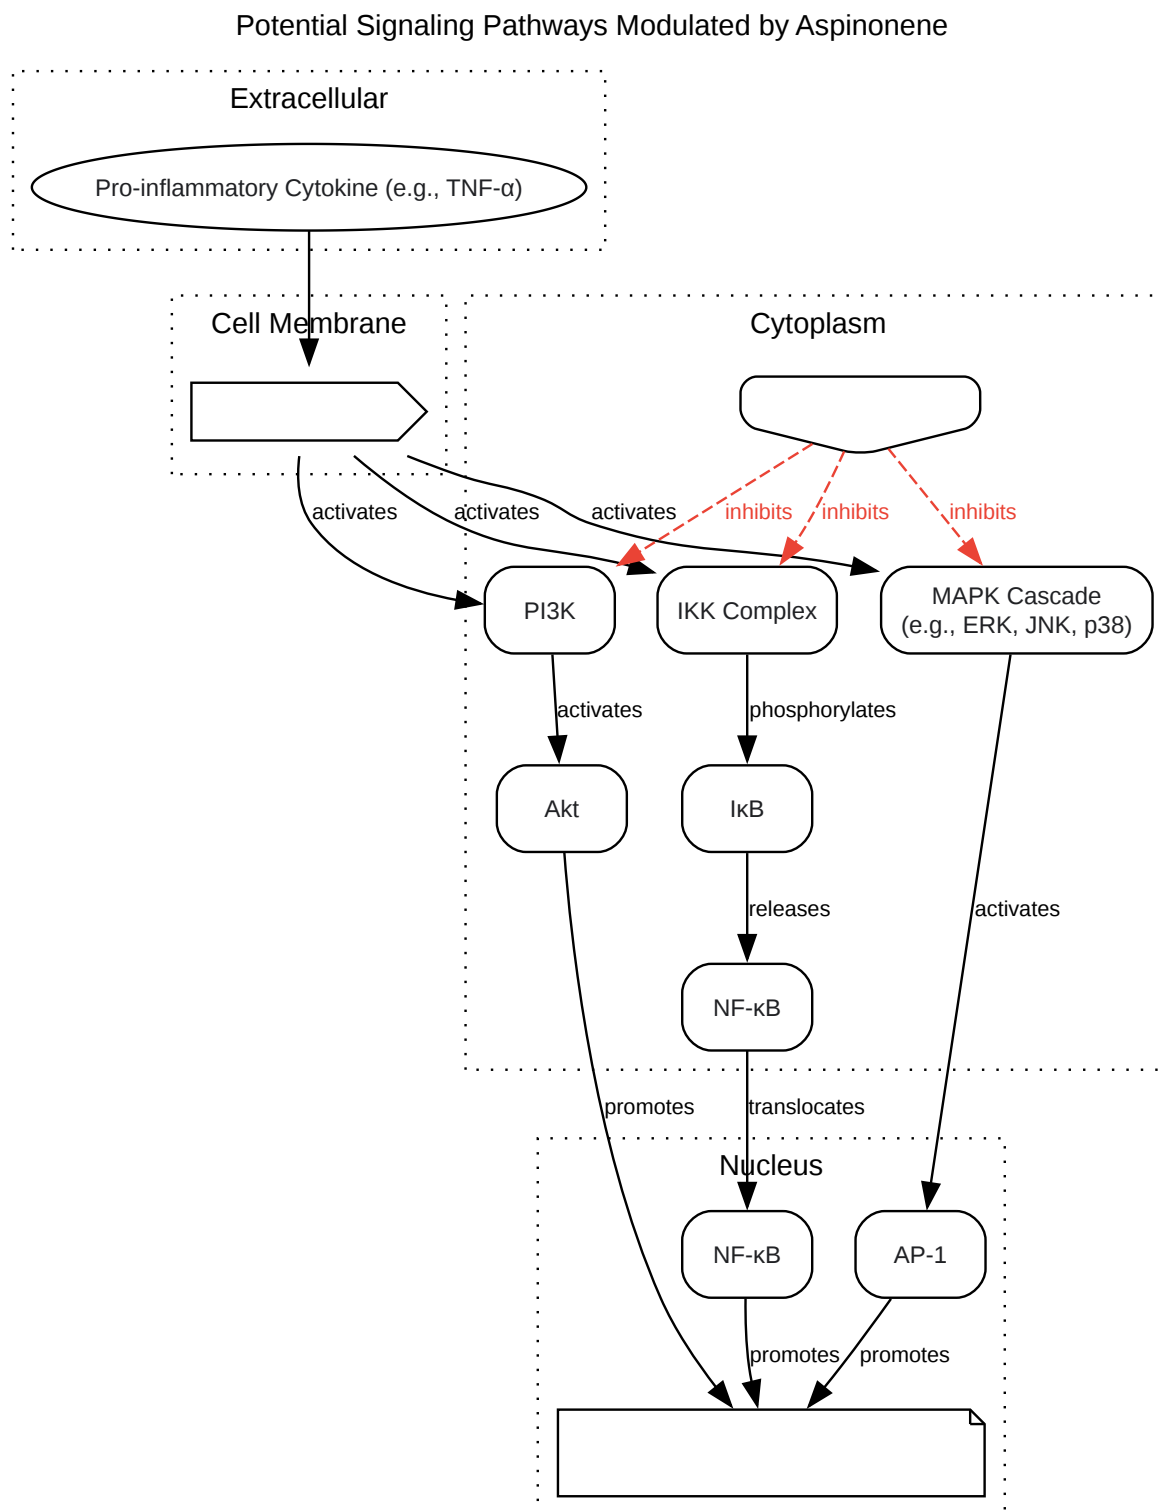 Potential Signaling Pathways Modulated by Aspinonene
Extracellular
Pro-inflammatory Cytokine (e.g., TNF-α)
Cell Membrane
Cytoplasm
activates
activates
activates
inhibits
inhibits
inhibits
PI3K
IKK Complex
MAPK Cascade
(e.g., ERK, JNK, p38)
activates
phosphorylates
Akt
IκB
releases
activates
NF-κB
promotes
translocates
Nucleus
NF-κB
AP-1
promotes
promotes